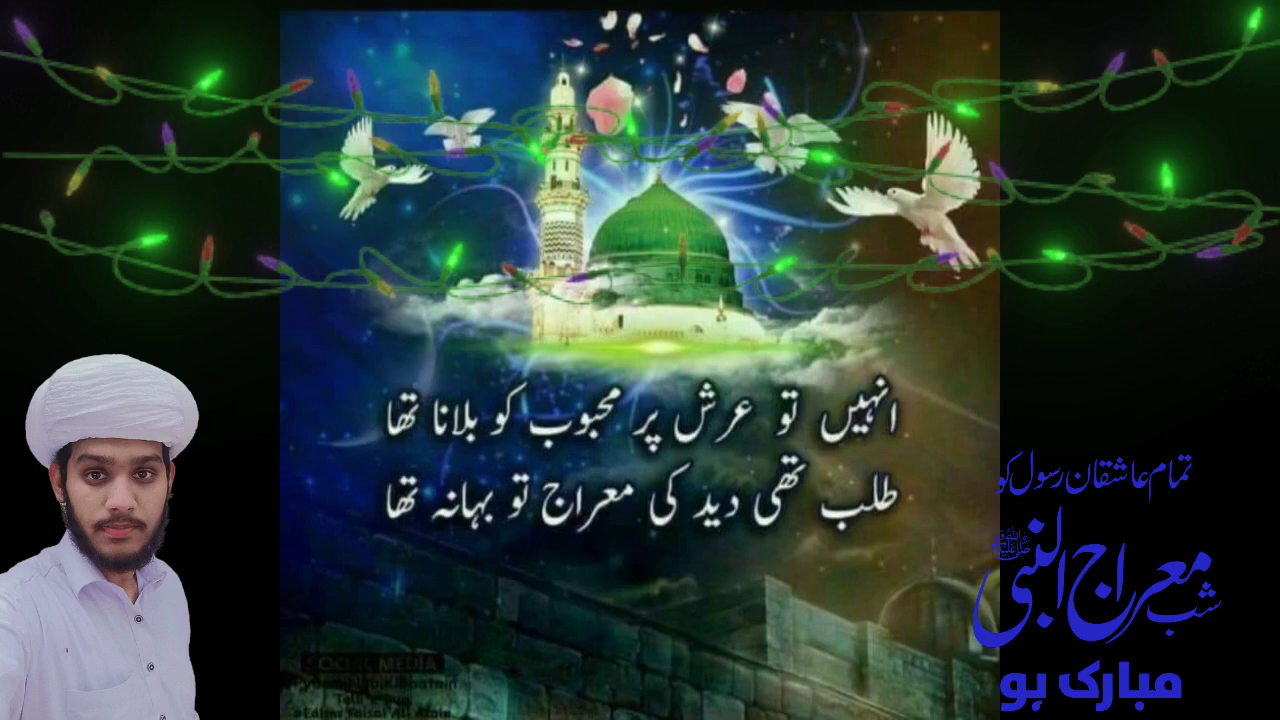 انہیں تو عرش پر محبوب کو بلانا تھا
طلب تھی دید کی معراج تو بہانہ تھا
تمام عاشقان رسول کو
شب معراج النبی ﷺ
مبارک ہو